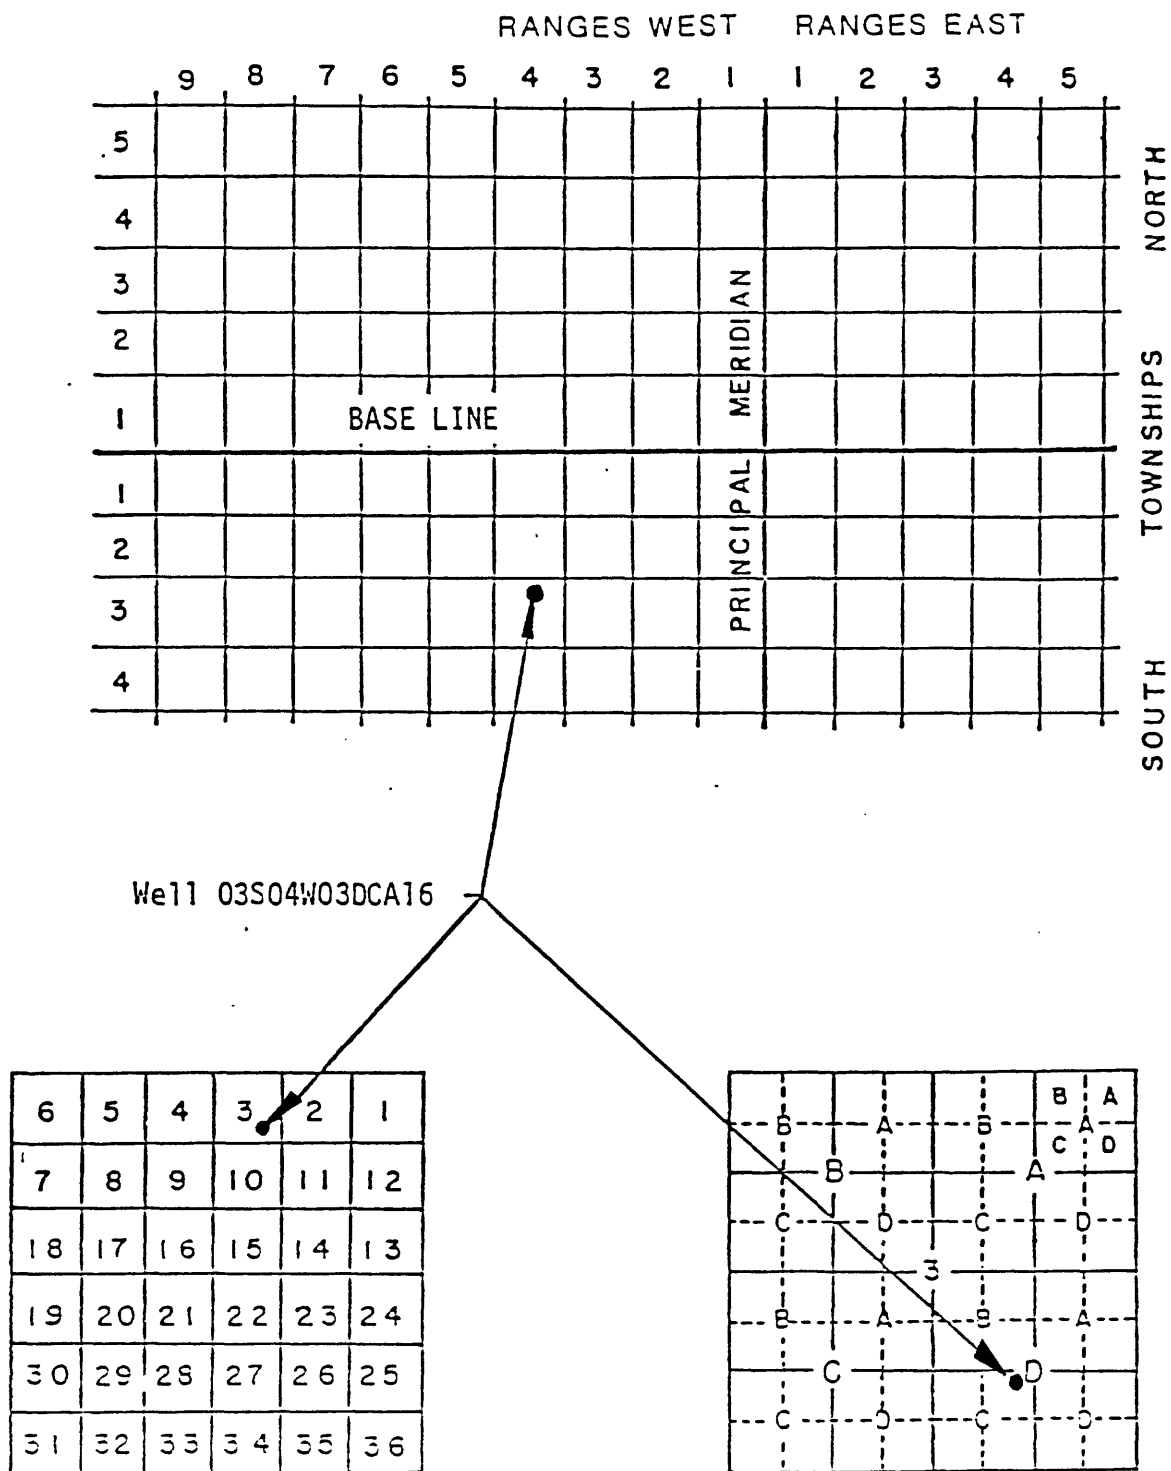 RANGES WEST RANGES EAST
9 8 7 6 5 4 3 2 1 1 2 3 4 5
5
4
3
2
1
BASE LINE
1
2
3
4
PRINCIPAL MERIDIAN
NORTH
TOWNSHIPS
SOUTH
Well 03S04W03DCA16
6 5 4 3 2 1
7 8 9 10 11 12
18 17 16 15 14 13
19 20 21 22 23 24
30 29 28 27 26 25
31 32 33 34 35 36
B A
B A B A
C D
B A
C D C D
3
B A B A
C D
C D C D